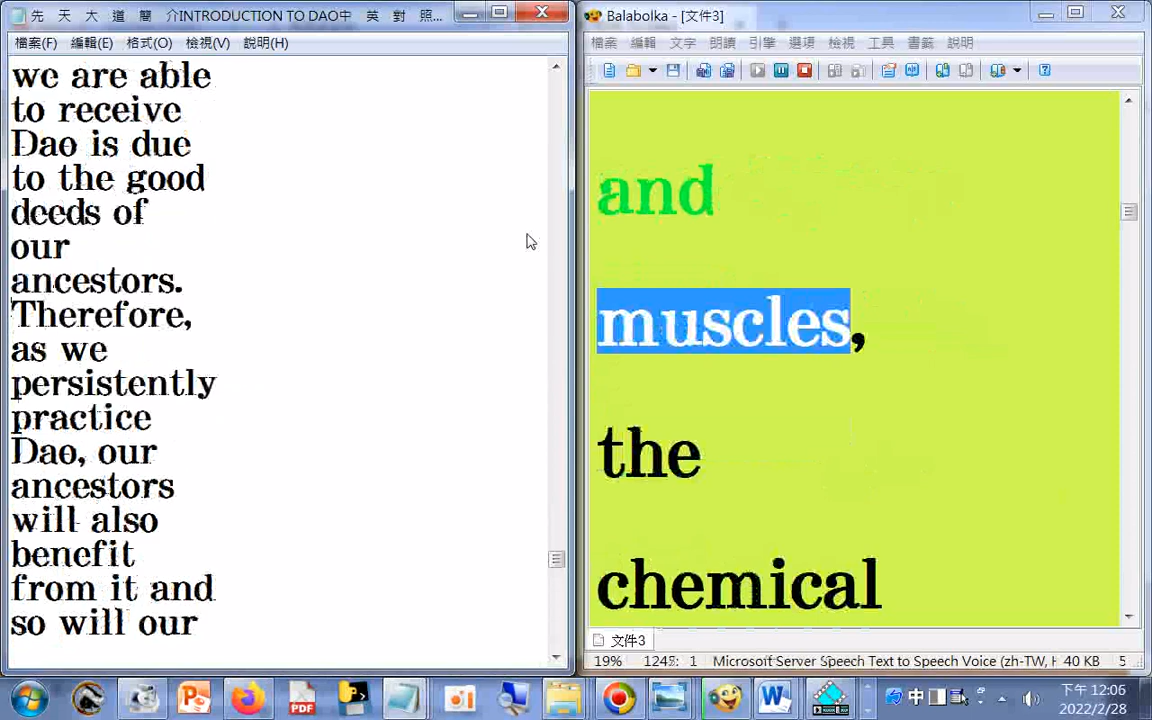 先 天 大 道 簡 介INTRODUCTION TO DAO中 英 對 照...
檔案(F) 編輯(E) 格式(O) 檢視(V) 說明(H)
we are able
to receive
Dao is due
to the good
deeds of
our
ancestors.
Therefore,
as we
persistently
practice
Dao, our
ancestors
will also
benefit
from it and
so will our
Balabolka - [文件3]
檔案 編輯 文字 朗讀 引擎 選項 檢視 工具 書籤 說明
and
muscles,
the
chemical
文件3
19% 1 Microsoft Server Speech Text to Speech Voice (zh-TW, H 40 KB 5
中
下午 12:06
2022/2/28